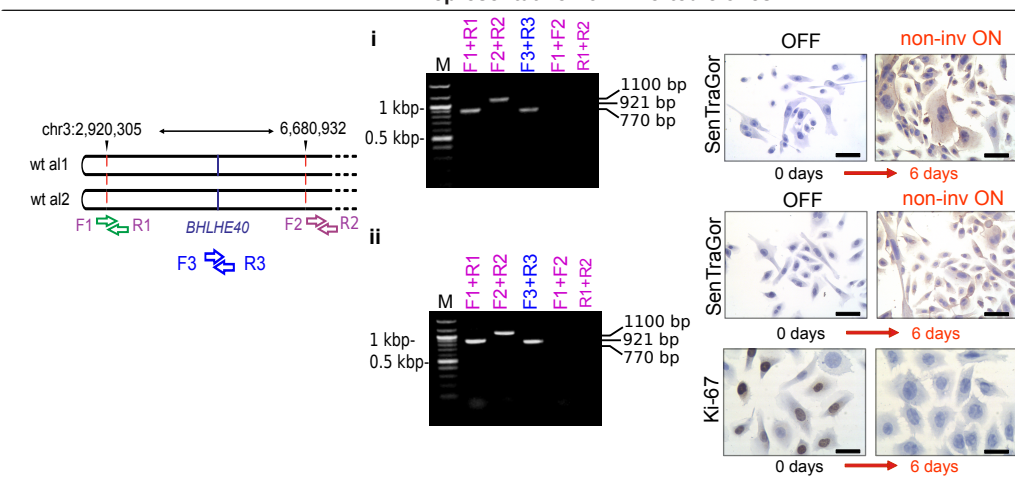 chr3:2,920,305
6,680,932
wt al1
wt al2
F1
R1
BHLHE40
F2
R2
F3
R3
i
M
F1+R1
F2+R2
F3+R3
F1+F2
R1+R2
1 kbp-
0.5 kbp-
1100 bp
921 bp
770 bp
ii
M
F1+R1
F2+R2
F3+R3
F1+F2
R1+R2
1 kbp-
0.5 kbp-
1100 bp
921 bp
770 bp
OFF
non-inv ON
SenTraGor
0 days
6 days
OFF
non-inv ON
SenTraGor
0 days
6 days
Ki-67
0 days
6 days